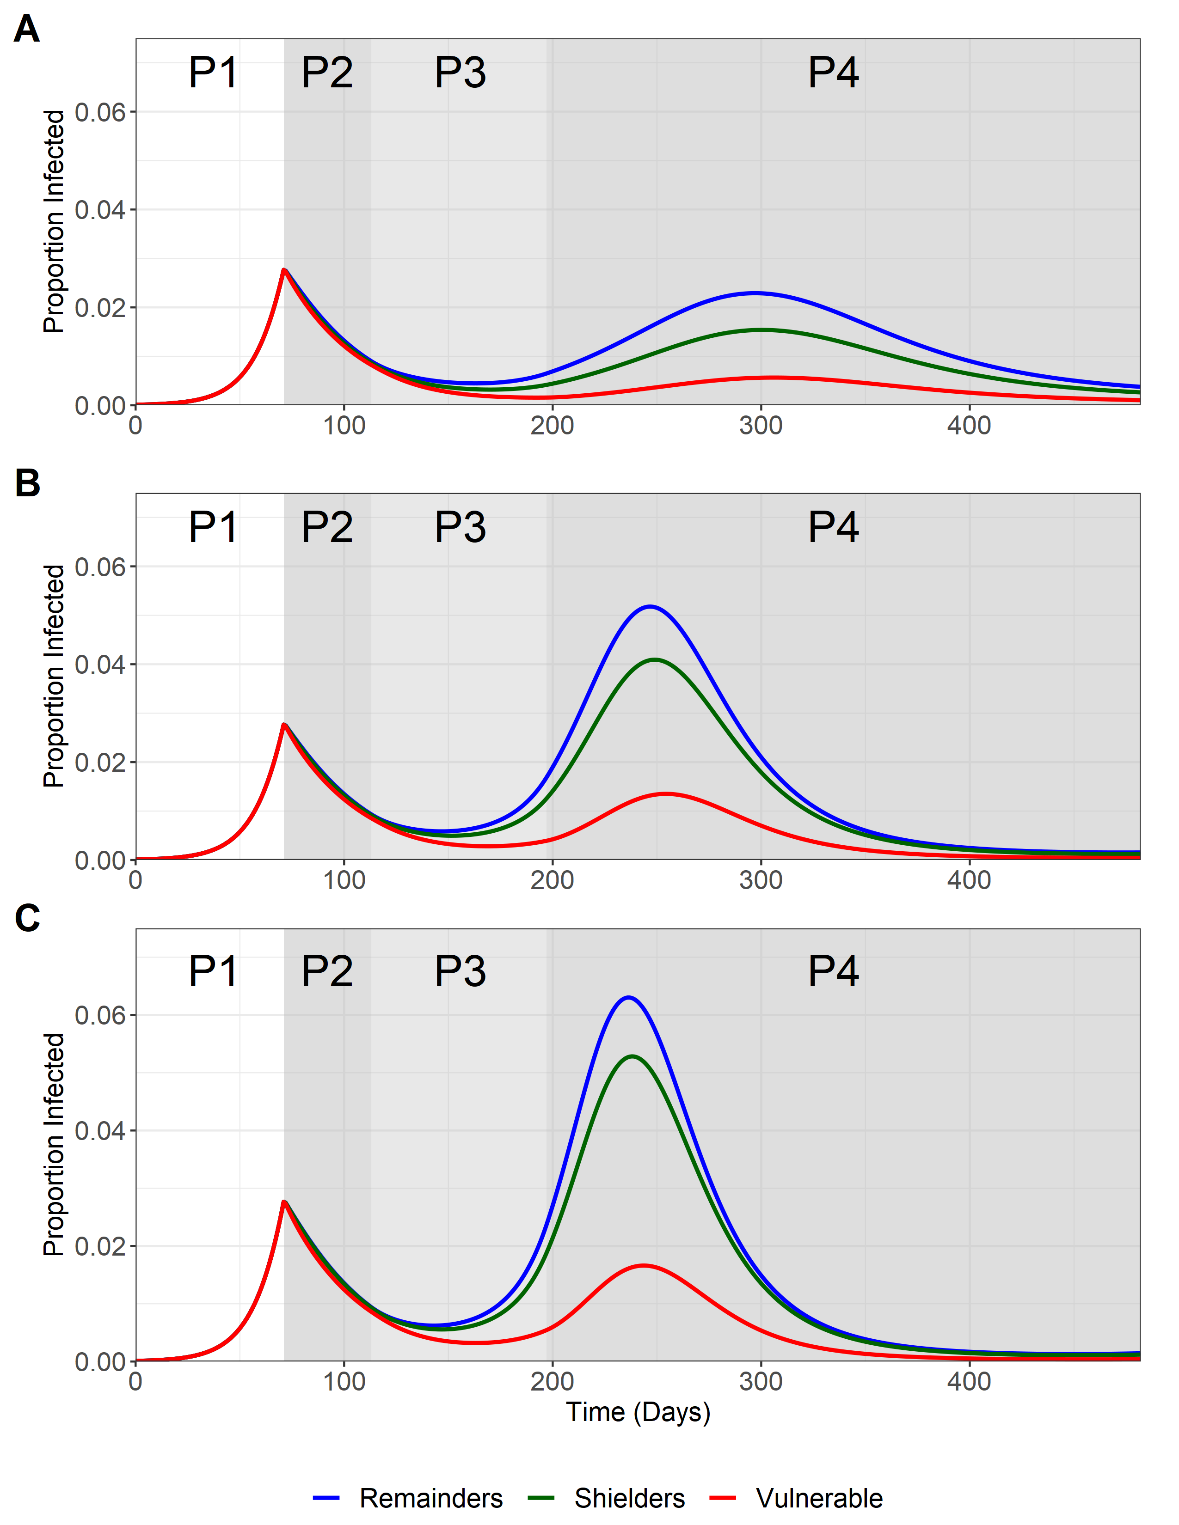 A
P1 P2 P3 P4
Proportion Infected
0.06
0.04
0.02
0.00
0 100 200 300 400
B
P1 P2 P3 P4
Proportion Infected
0.06
0.04
0.02
0.00
0 100 200 300 400
C
P1 P2 P3 P4
Proportion Infected
0.06
0.04
0.02
0.00
0 100 200 300 400
Time (Days)
Remainders Shielders Vulnerable